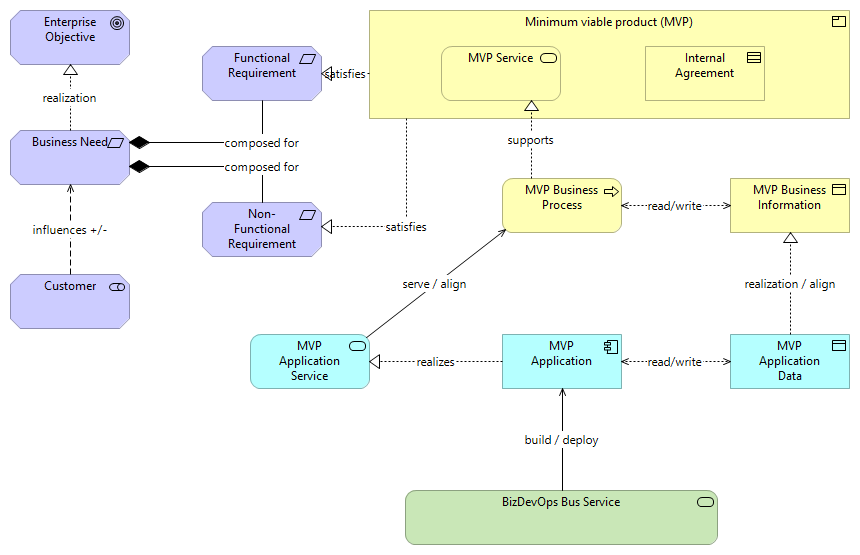 Enterprise
Objective
realization
Business Need
influences +/-
Customer
Functional
Requirement
composed for
composed for
Non-
Functional
Requirement
satisfies
satisfies
Minimum viable product (MVP)
MVP Service
Internal
Agreement
supports
MVP Business
Process
read/write
MVP Business
Information
serve / align
realization / align
MVP
Application
Service
realizes
MVP
Application
read/write
MVP
Application
Data
build / deploy
BizDevOps Bus Service